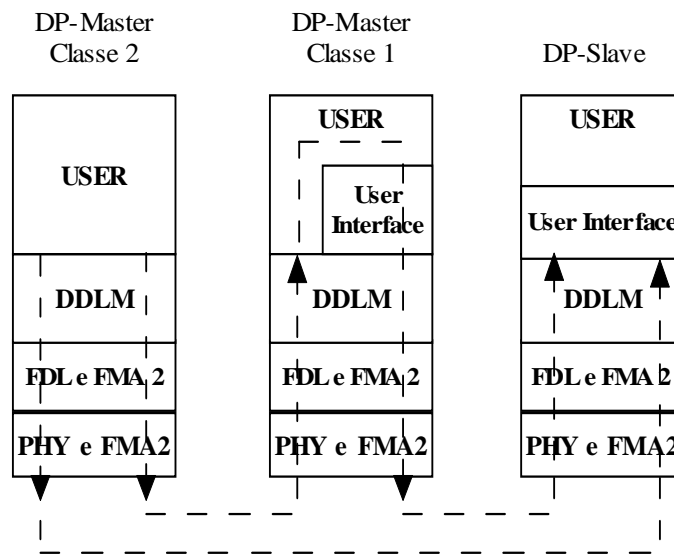 DP-Master
Classe 2
DP-Master
Classe 1
DP-Slave
USER
USER
USER
User
Interface
User Interface
DDLM
DDLM
DDLM
FDL e FMA 2
FDL e FMA 2
FDL e FMA 2
PHY e FMA2
PHY e FMA2
PHY e FMA2